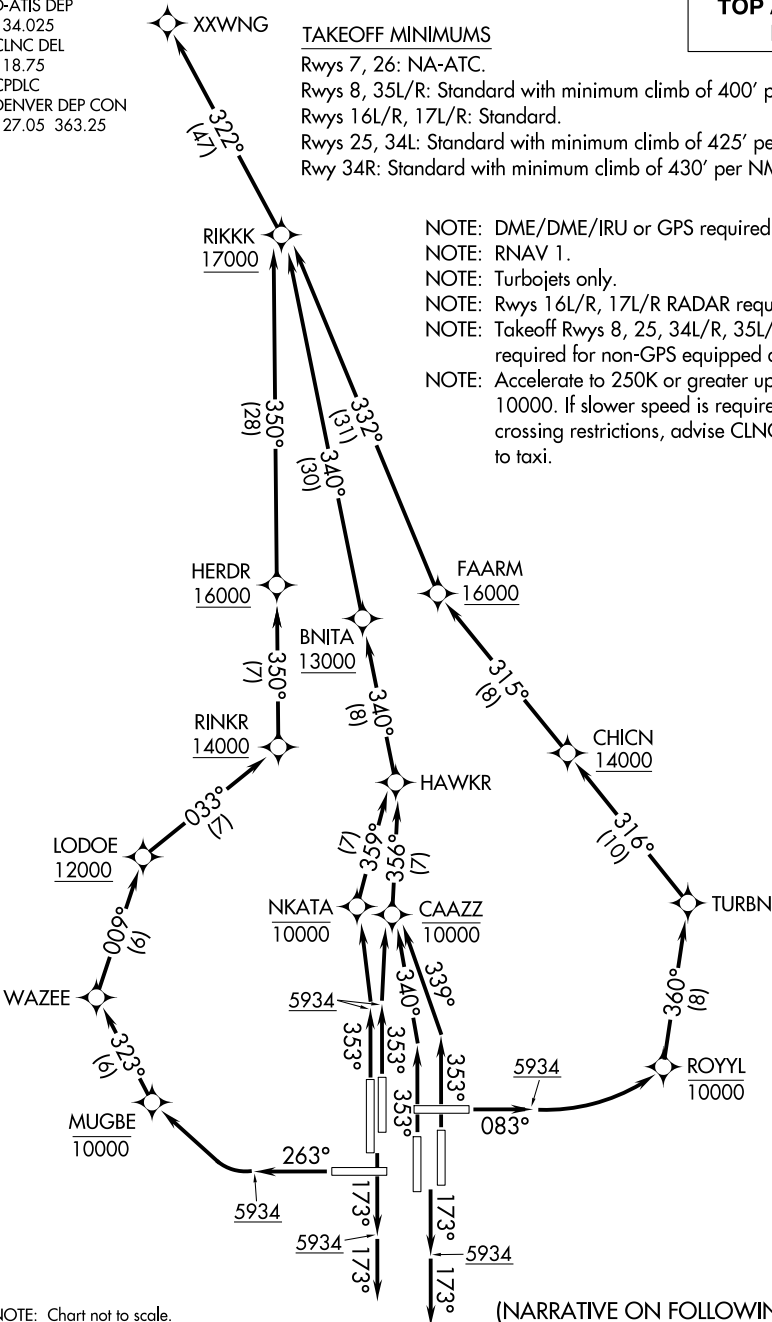 D-ATIS DEP
34.025
CLNC DEL
18.75
CPDLC
DENVER DEP CON
27.05 363.25
XXWNG
TAKEOFF MINIMUMS
Rwys 7, 26: NA-ATC.
Rwys 8, 35L/R: Standard with minimum climb of 400' p
Rwys 16L/R, 17L/R: Standard.
Rwys 25, 34L: Standard with minimum climb of 425' pe
Rwy 34R: Standard with minimum climb of 430' per NM
TOP A
322°
(47)
RIKKK
17000
NOTE: DME/DME/IRU or GPS required
NOTE: RNAV 1.
NOTE: Turbojets only.
NOTE: Rwys 16L/R, 17L/R RADAR requ
NOTE: Takeoff Rwys 8, 25, 34L/R, 35L/
required for non-GPS equipped
NOTE: Accelerate to 250K or greater up
10000. If slower speed is require
crossing restrictions, advise CLNC
to taxi.
350°
(28)
340°
(30)
332°
(31)
HERDR
16000
BNITA
13000
FAARM
16000
350°
(7)
340°
(8)
315°
(8)
RINKR
14000
HAWKR
CHICN
14000
033°
(7)
359°
(7)
356°
(7)
316°
(10)
LODOE
12000
NKATA
10000
CAAZZ
10000
TURBN
009°
(6)
WAZEE
340°
339°
360°
(8)
5934
353°
353°
353°
353°
323°
(6)
MUGBE
10000
5934
083°
ROYYL
10000
263°
5934
173°
5934
173°
173°
5934
173°
NOTE: Chart not to scale.
(NARRATIVE ON FOLLOWIN